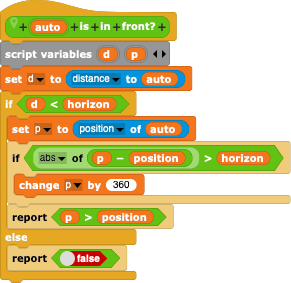 + auto + is + in + front? +
script variables d p
set d to distance to auto
if d < horizon
set p to position of auto
if abs of p − position > horizon
change p by 360
report p > position
else
report false